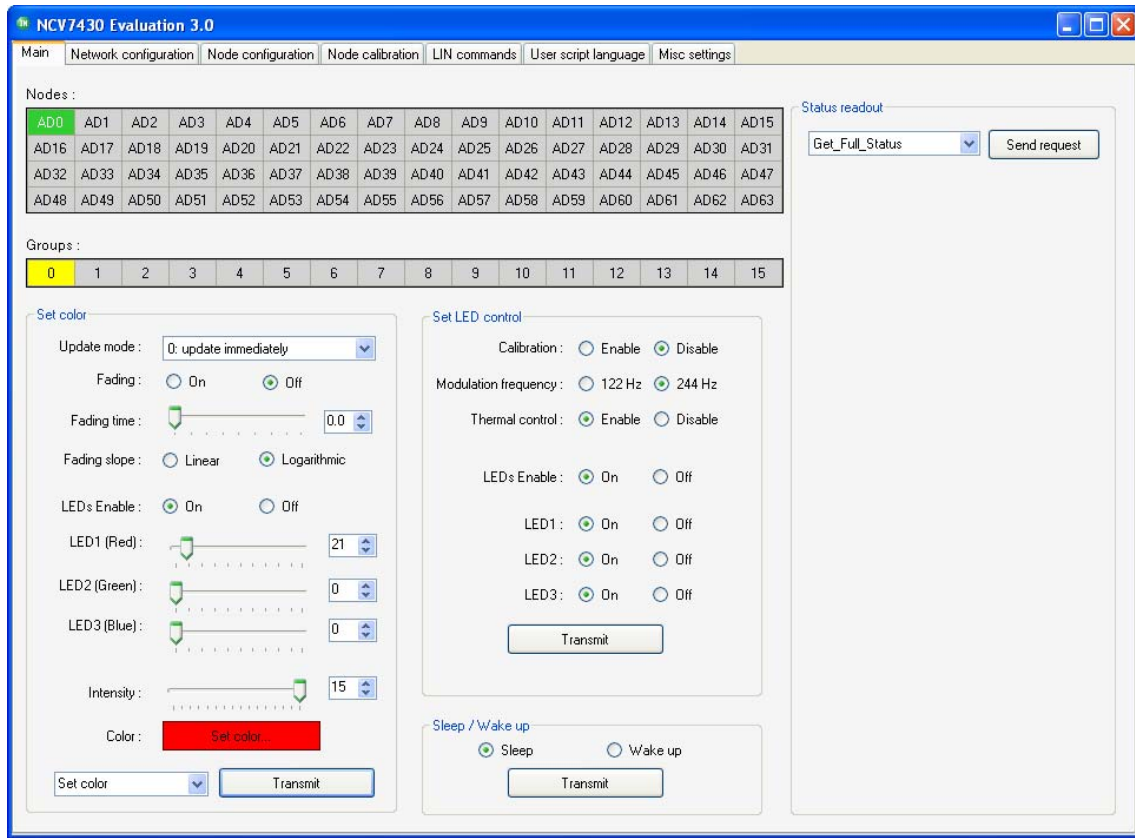 NCV7430 Evaluation 3.0
Main Network configuration Node configuration Node calibration LIN commands User script language Misc settings
Nodes :
AD0 AD1 AD2 AD3 AD4 AD5 AD6 AD7 AD8 AD9 AD10 AD11 AD12 AD13 AD14 AD15
AD16 AD17 AD18 AD19 AD20 AD21 AD22 AD23 AD24 AD25 AD26 AD27 AD28 AD29 AD30 AD31
AD32 AD33 AD34 AD35 AD36 AD37 AD38 AD39 AD40 AD41 AD42 AD43 AD44 AD45 AD46 AD47
AD48 AD49 AD50 AD51 AD52 AD53 AD54 AD55 AD56 AD57 AD58 AD59 AD60 AD61 AD62 AD63
Groups :
0 1 2 3 4 5 6 7 8 9 10 11 12 13 14 15
Set color
Update mode : 0: update immediately
Fading : On Off
Fading time : 0.0
Fading slope : Linear Logarithmic
LEDs Enable : On Off
LED1 (Red) : 21
LED2 (Green) : 0
LED3 (Blue) : 0
Intensity : 15
Color : Set color...
Set color Transmit
Set LED control
Calibration : Enable Disable
Modulation frequency : 122 Hz 244 Hz
Thermal control : Enable Disable
LEDs Enable : On Off
LED1 : On Off
LED2 : On Off
LED3 : On Off
Transmit
Sleep / Wake up
Sleep Wake up
Transmit
Status readout
Get_Full_Status Send request